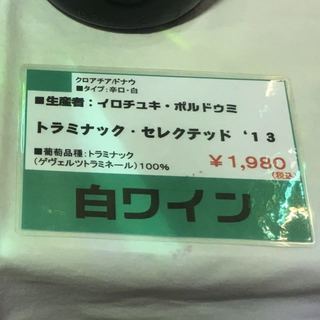 クロアチア/ドナウ
■タイプ:辛口・白
■生産者:イロチュキ・ポルドウミ
トラミナック・セレクテッド ‘13
■葡萄品種:トラミナック
(ゲヴェルツトラミネール)100%
￥1,980
(税込)
白ワイン